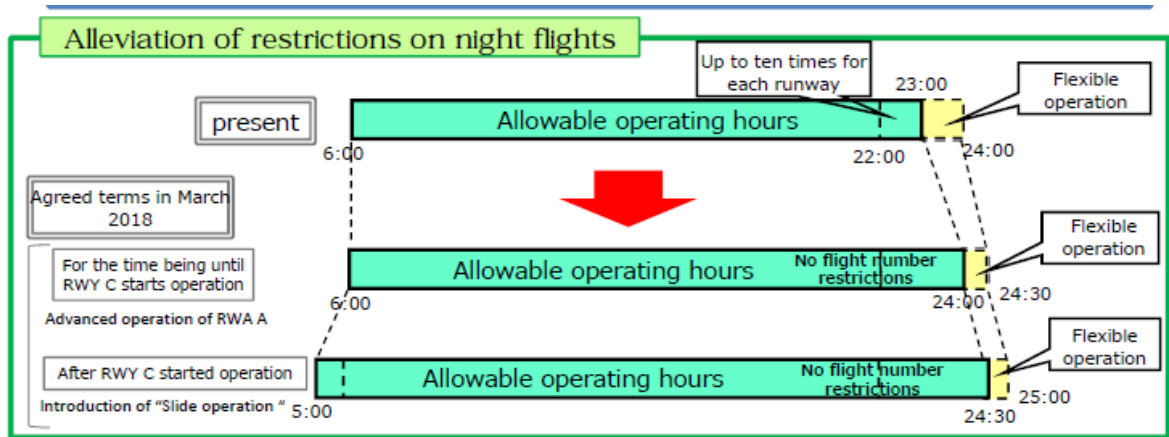 Alleviation of restrictions on night flights
Up to ten times for
each runway
23:00
Flexible
operation
present
Allowable operating hours
6:00
22:00
24:00
Agreed terms in March
2018
For the time being until
RWY C starts operation
Advanced operation of RWA A
Allowable operating hours
No flight number
restrictions
Flexible
operation
6:00
24:00
24:30
After RWY C started operation
Introduction of “Slide operation “
Allowable operating hours
No flight number
restrictions
Flexible
operation
5:00
24:30
25:00